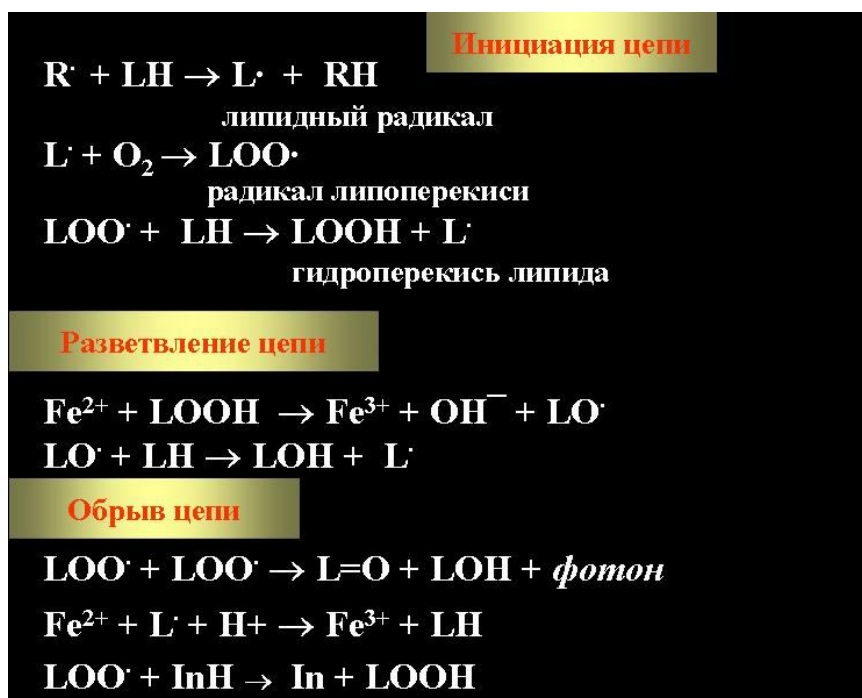 Инициация цепи
R· + LH → L· + RH
липидный радикал
L· + O₂ → LOO·
радикал липоперекиси
LOO· + LH → LOOH + L·
гидроперекись липида
Разветвление цепи
Fe²⁺ + LOOH → Fe³⁺ + OH¯ + LO·
LO· + LH → LOH + L·
Обрыв цепи
LOO· + LOO· → L=O + LOH + фотон
Fe²⁺ + L· + H+ → Fe³⁺ + LH
LOO· + InH → In + LOOH